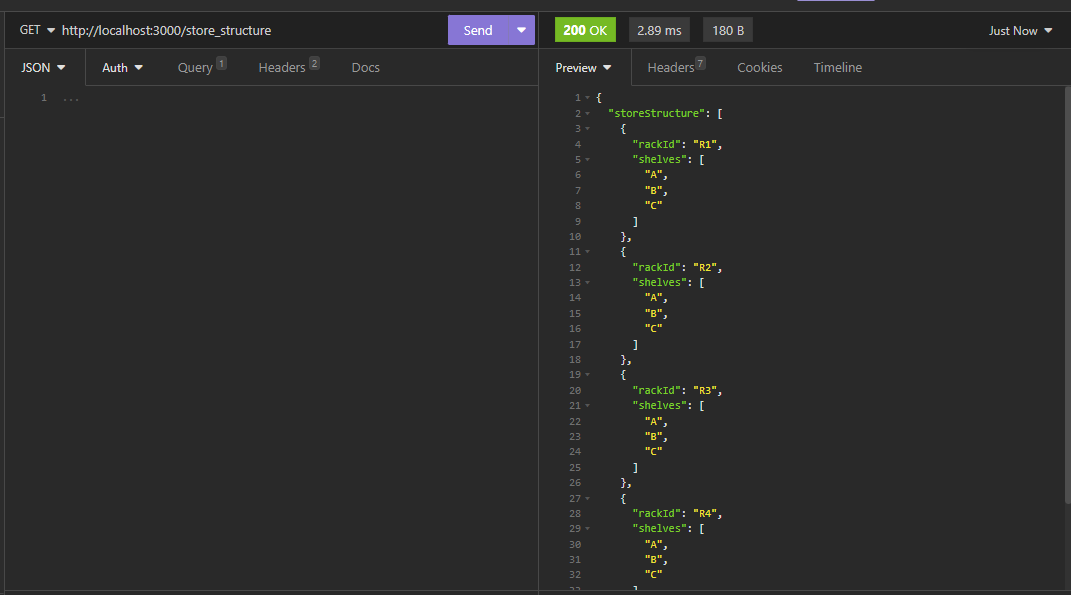 GET http://localhost:3000/store_structure Send 200 OK 2.89 ms 180 B Just Now
JSON Auth Query 1 Headers 2 Docs Preview Headers 7 Cookies Timeline
1 ...
1 {
2 "storeStructure": [
3 {
4 "rackId": "R1",
5 "shelves": [
6 "A",
7 "B",
8 "C"
9 ]
10 },
11 {
12 "rackId": "R2",
13 "shelves": [
14 "A",
15 "B",
16 "C"
17 ]
18 },
19 {
20 "rackId": "R3",
21 "shelves": [
22 "A",
23 "B",
24 "C"
25 ]
26 },
27 {
28 "rackId": "R4",
29 "shelves": [
30 "A",
31 "B",
32 "C"
33 ]